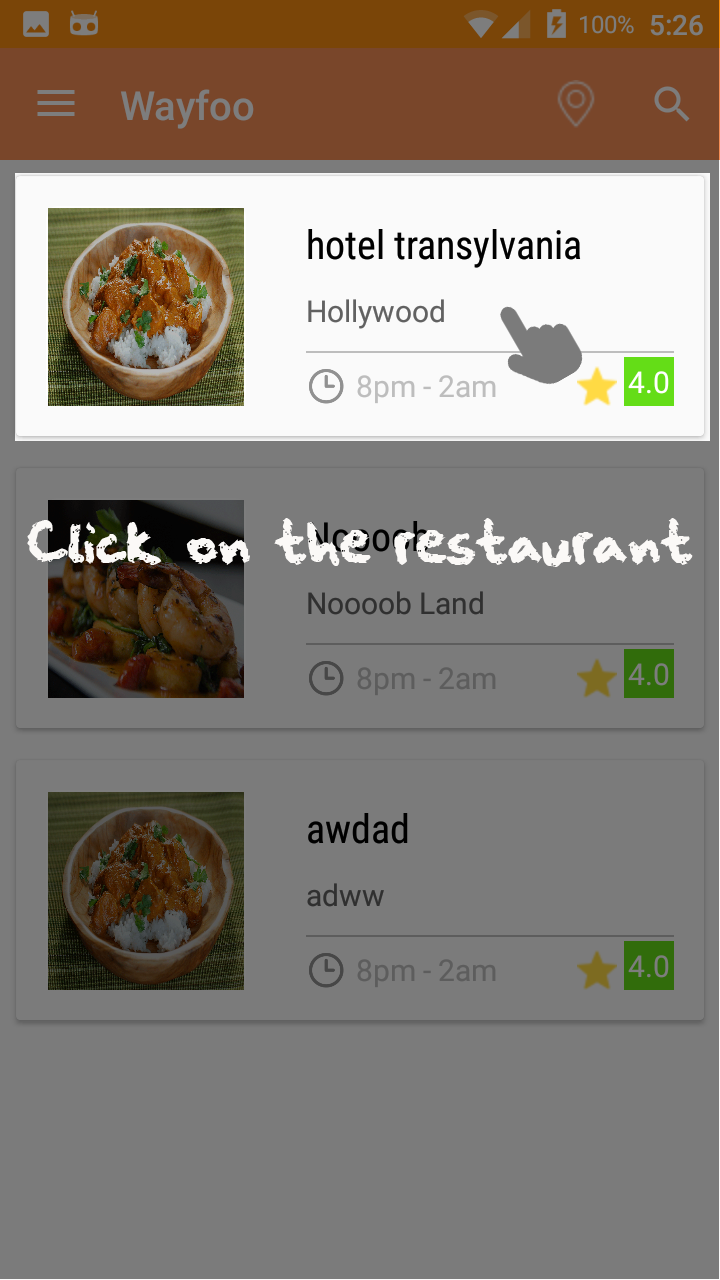 100% 5:26
Wayfoo
hotel transylvania
Hollywood
8pm - 2am 4.0
Noooob
Click on the restaurant
Noooob Land
8pm - 2am 4.0
awdad
adww
8pm - 2am 4.0